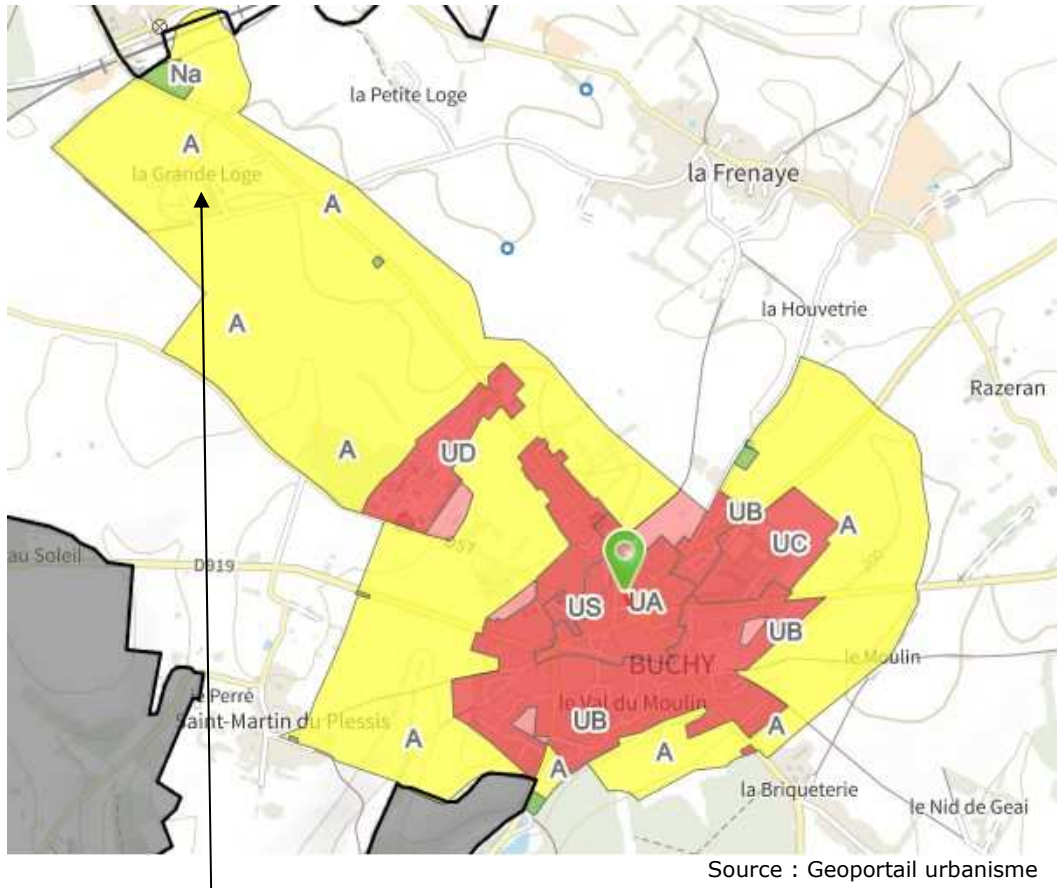 Na
la Petite Loge
A
la Grande Loge
la Frenaye
A
la Houvetrie
A
Razeran
A
UD
UB
UC
A
au Soleil
D919
US
UA
UB
BUCHY
le Moulin
le Perré
le Val du Moulin
Saint-Martin du Plessis
UB
A
A
A
A
la Briqueterie
le Nid de Geai
Source : Geoportail urbanisme